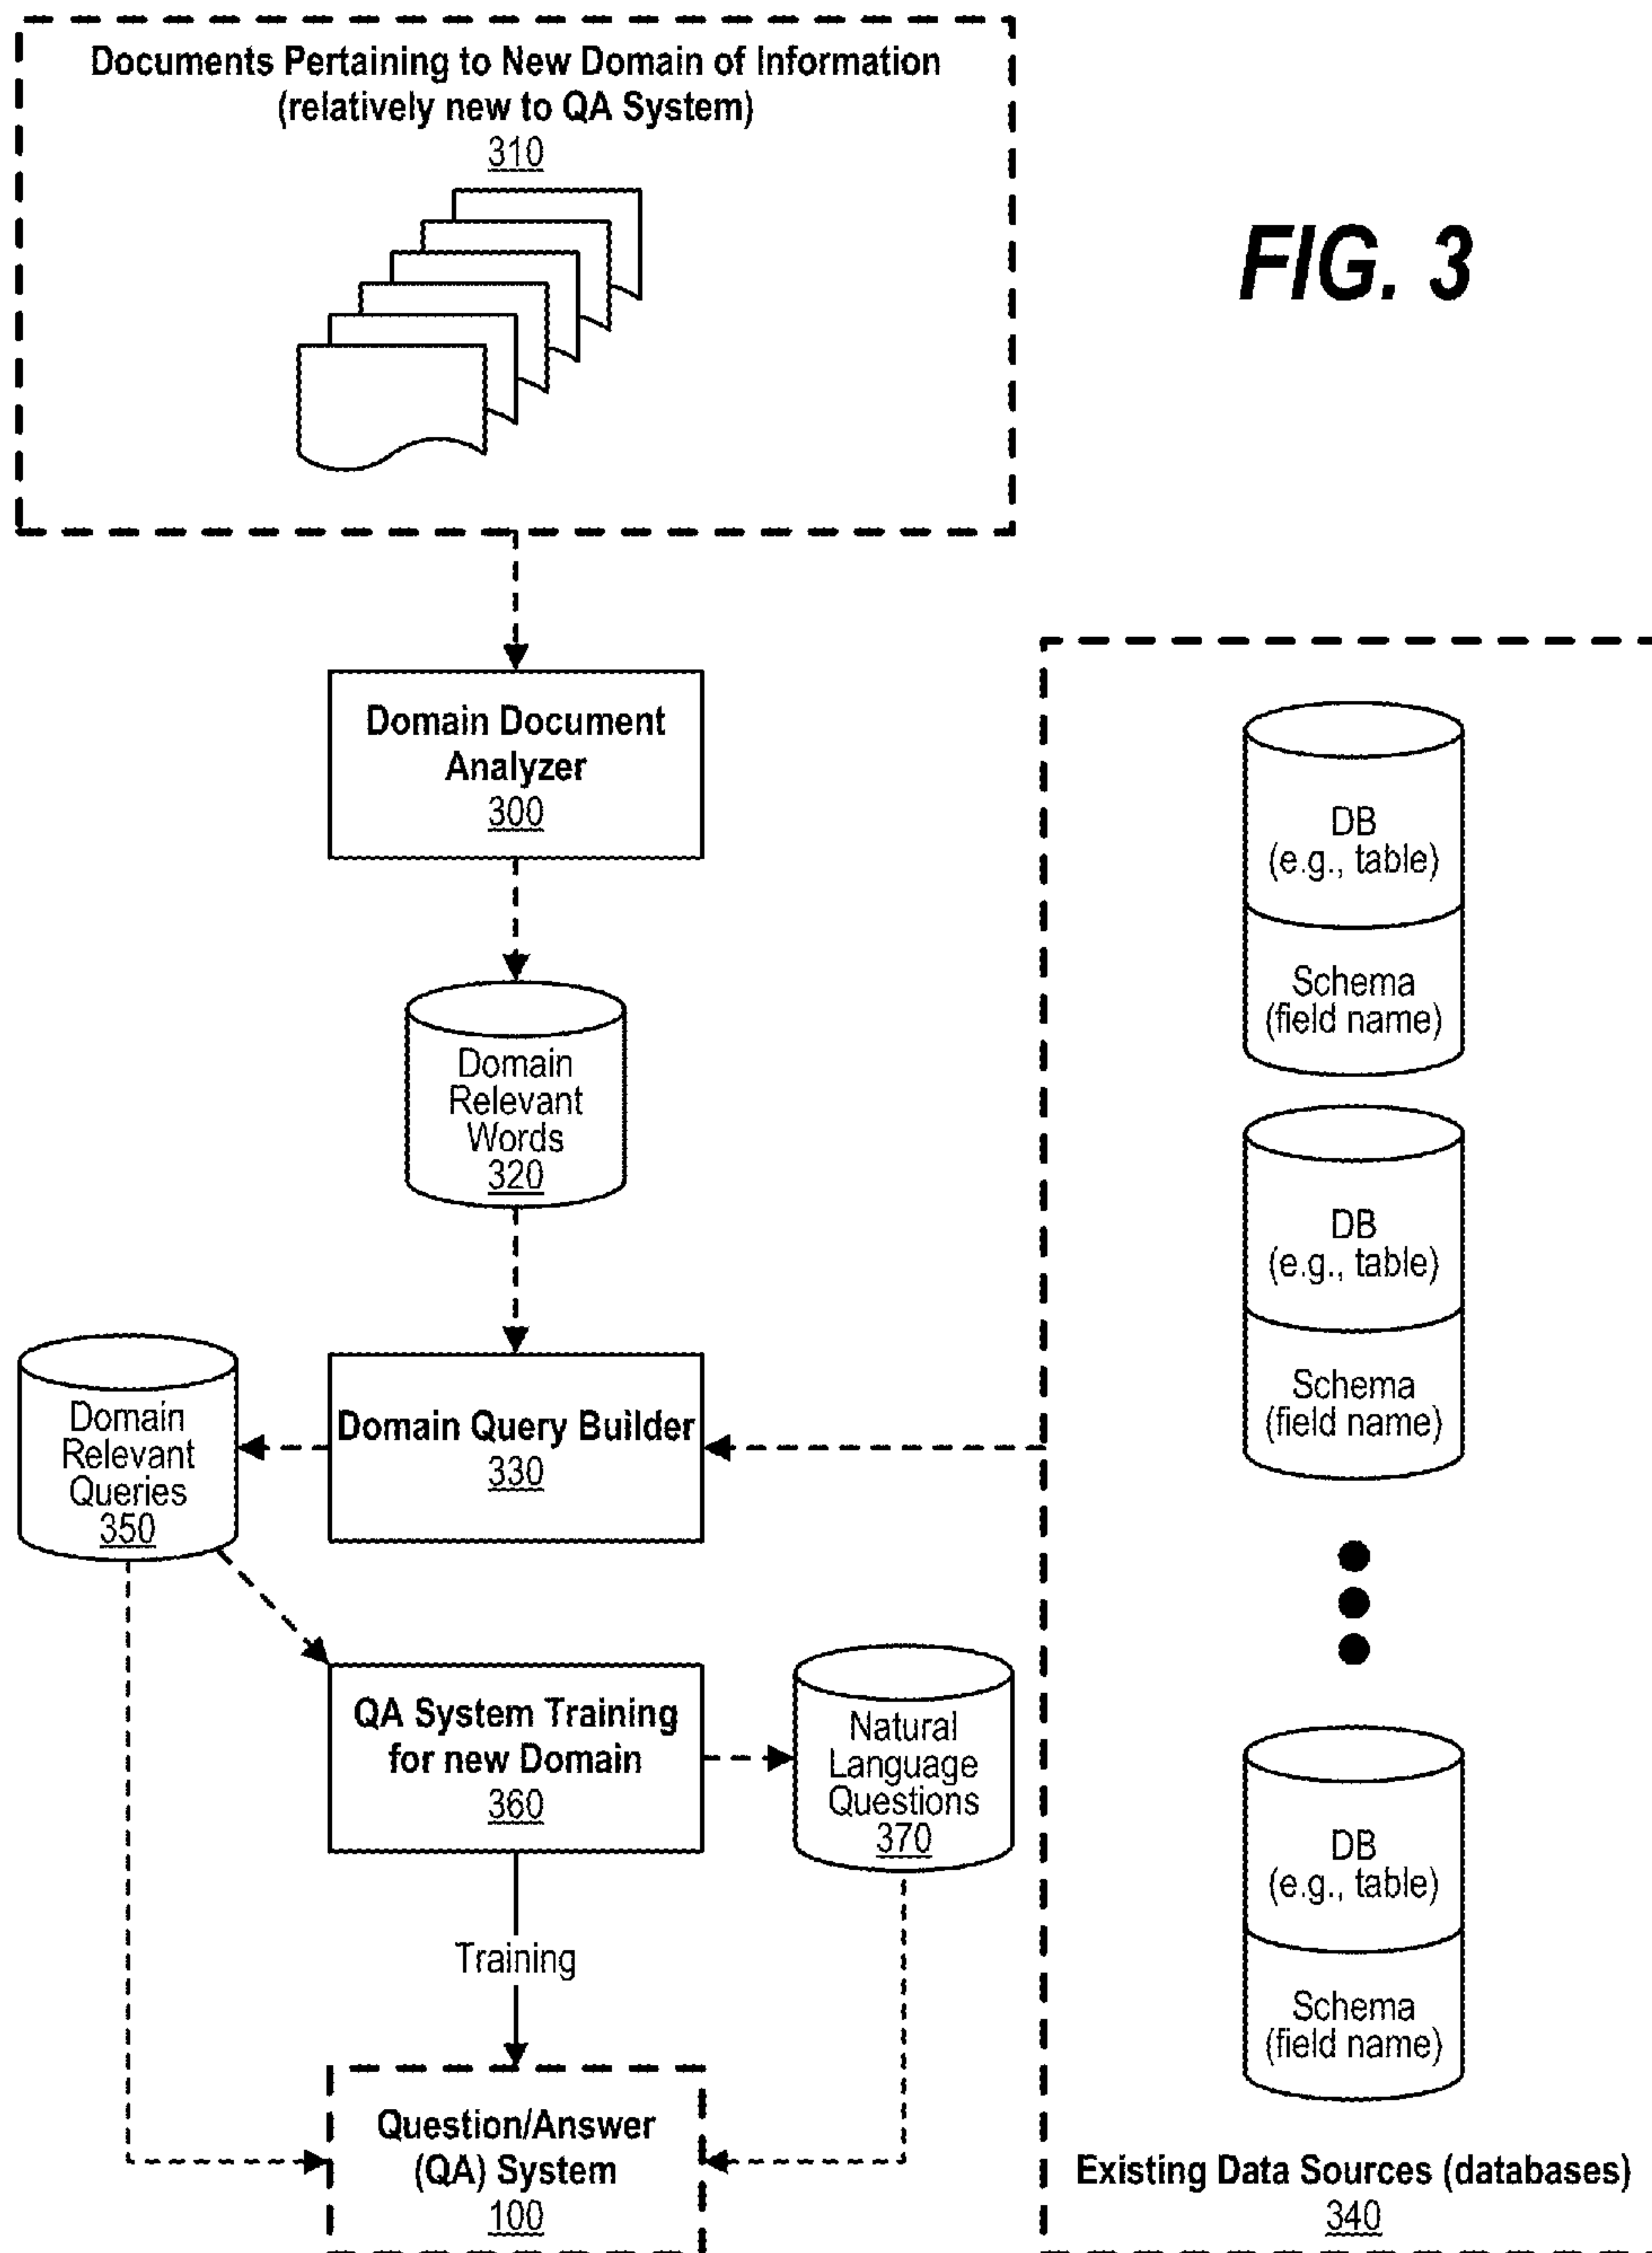 Documents Pertaining to New Domain of Information
(relatively new to QA System)
310
FIG. 3
Domain Document
Analyzer
300
Domain
Relevant
Words
320
Domain Query Builder
330
Domain
Relevant
Queries
350
QA System Training
for new Domain
360
Natural
Language
Questions
370
Training
Question/Answer
(QA) System
100
DB
(e.g., table)
Schema
(field name)
DB
(e.g., table)
Schema
(field name)
DB
(e.g., table)
Schema
(field name)
Existing Data Sources (databases)
340